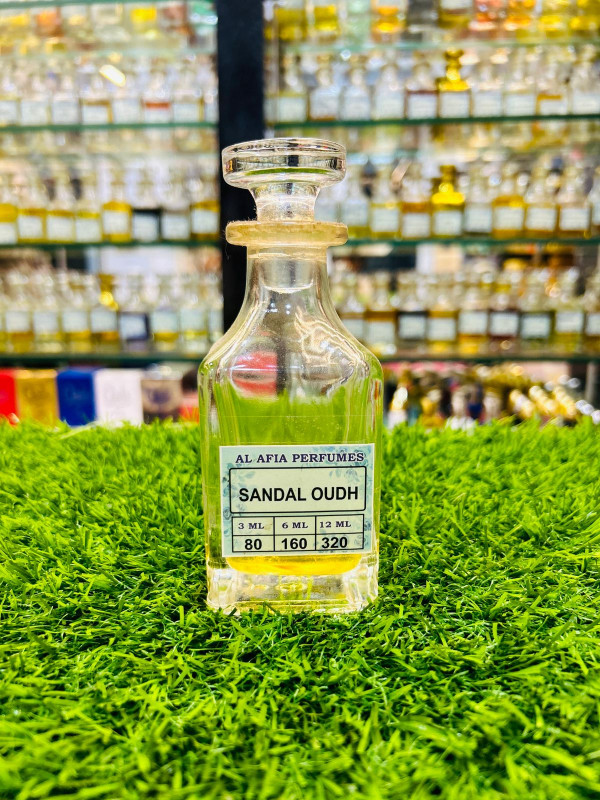 AL AFIA PERFUMES
SANDAL OUDH
3 ML 6 ML 12 ML
80 160 320